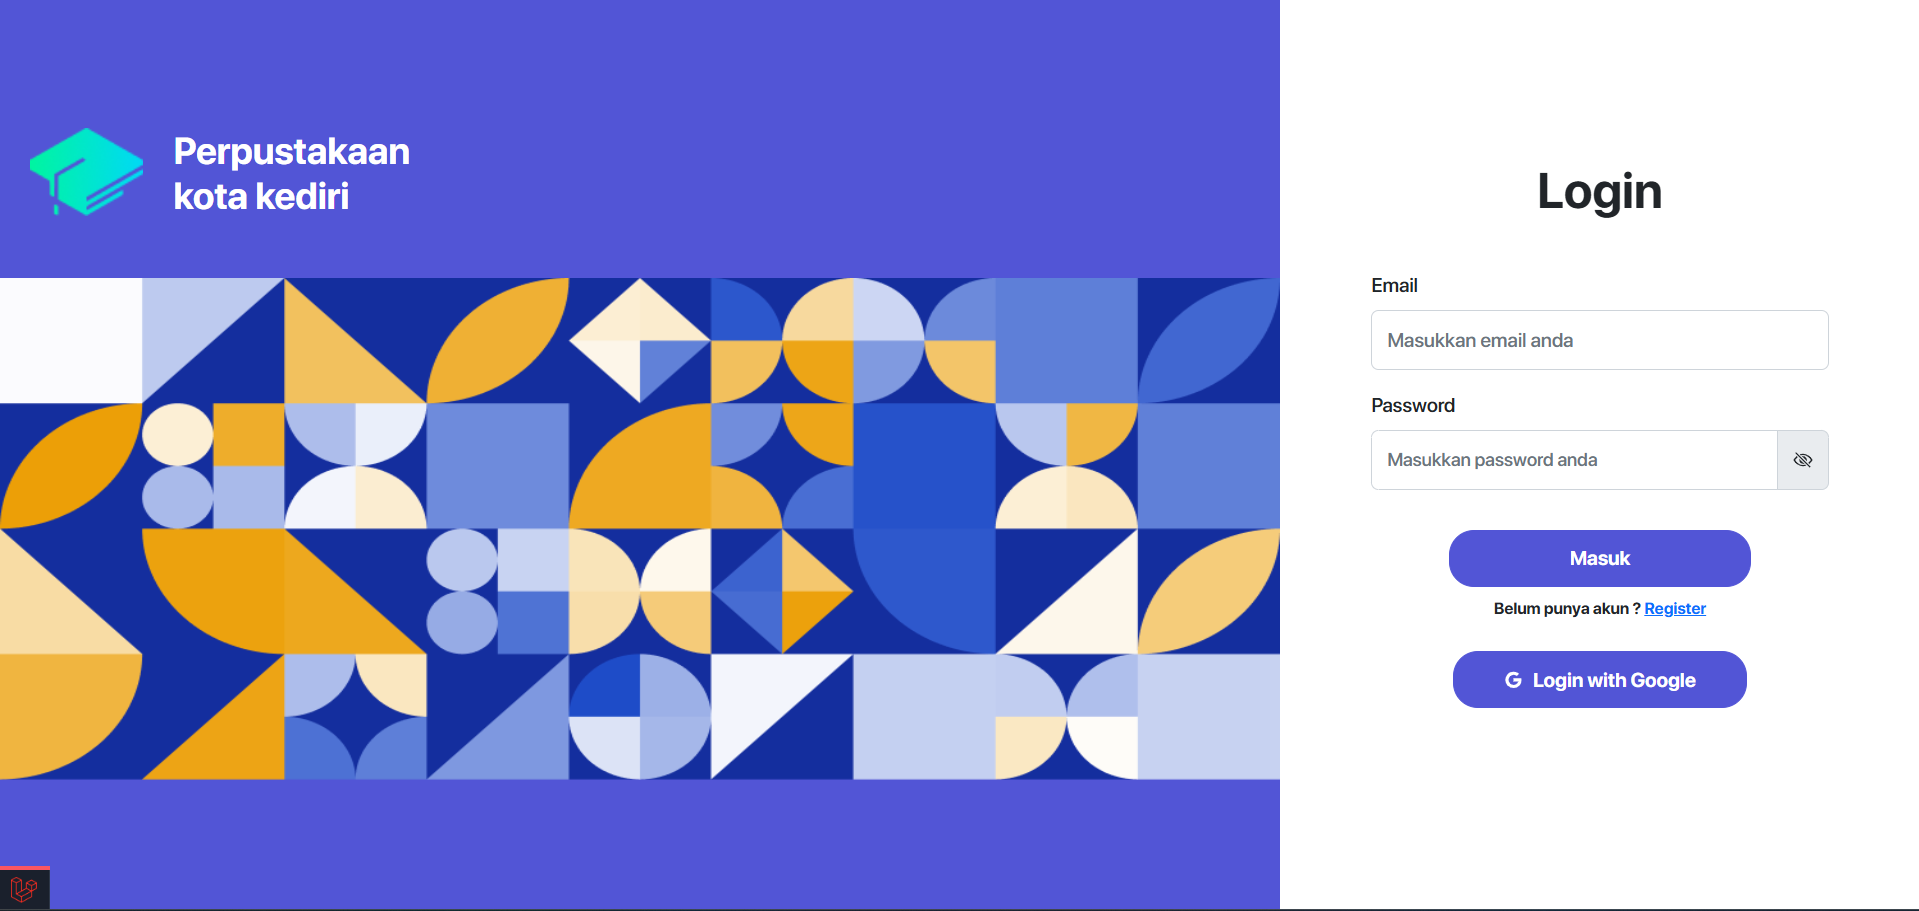 Perpustakaan
kota kediri
Login
Email
Masukkan email anda
Password
Masukkan password anda
Masuk
Belum punya akun ? Register
Login with Google